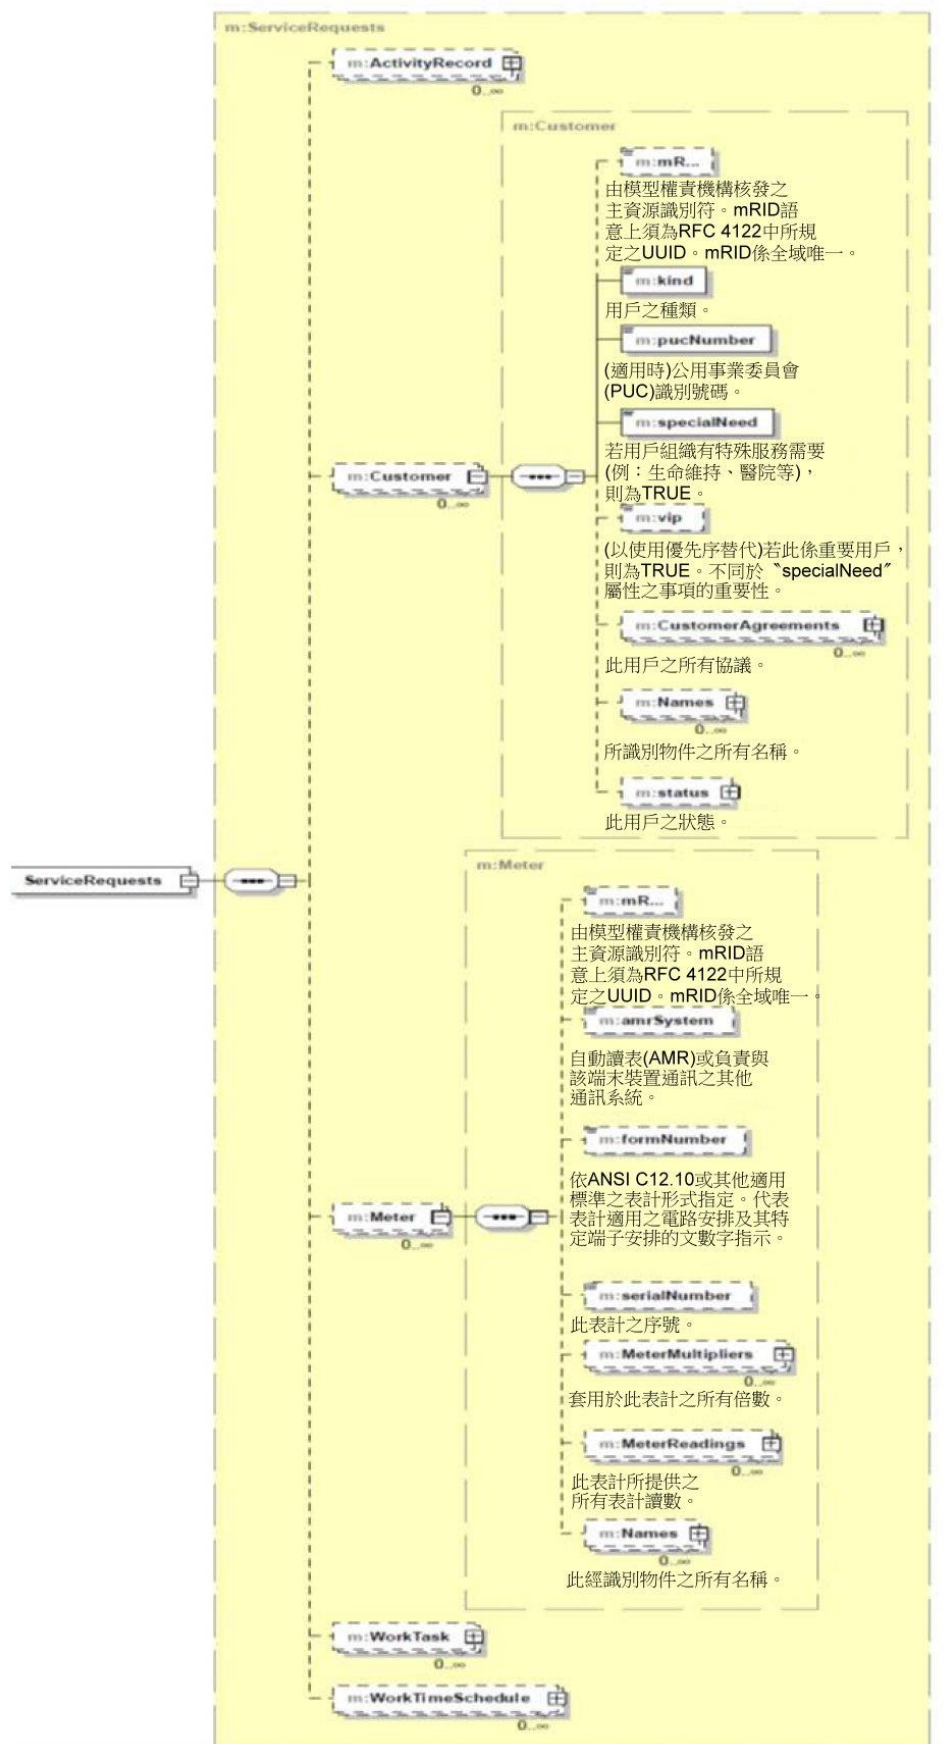 m:ServiceRequests
m:ActivityRecord
0..∞
m:Customer
m:mR...
由模型權責機構核發之
主資源識別符。mRID語
意上須為RFC 4122中所規
定之UUID。mRID係全域唯一。
m:kind
用戶之種類。
m:pucNumber
(適用時)公用事業委員會
(PUC)識別號碼。
m:specialNeed
若用戶組織有特殊服務需要
(例：生命維持、醫院等)，
則為TRUE。
m:Customer
0..∞
m:vip
(以使用優先序替代)若此係重要用戶，
則為TRUE。不同於〝specialNeed〞
屬性之事項的重要性。
m:CustomerAgreements
0..∞
此用戶之所有協議。
m:Names
0..∞
所識別物件之所有名稱。
m:status
此用戶之狀態。
ServiceRequests
m:Meter
m:mR...
由模型權責機構核發之
主資源識別符。mRID語
意上須為RFC 4122中所規
定之UUID。mRID係全域唯一。
m:amrSystem
自動讀表(AMR)或負責與
該端末裝置通訊之其他
通訊系統。
m:formNumber
依ANSI C12.10或其他適用
標準之表計形式指定。代表
表計適用之電路安排及其特
定端子安排的文數字指示。
m:Meter
0..∞
m:serialNumber
此表計之序號。
m:MeterMultipliers
0..∞
套用於此表計之所有倍數。
m:MeterReadings
0..∞
此表計所提供之
所有表計讀數。
m:Names
0..∞
此經識別物件之所有名稱。
m:WorkTask
0..∞
m:WorkTimeSchedule
0..∞